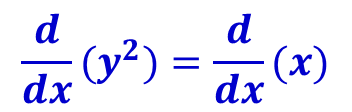 d/dx (y²) = d/dx (x)